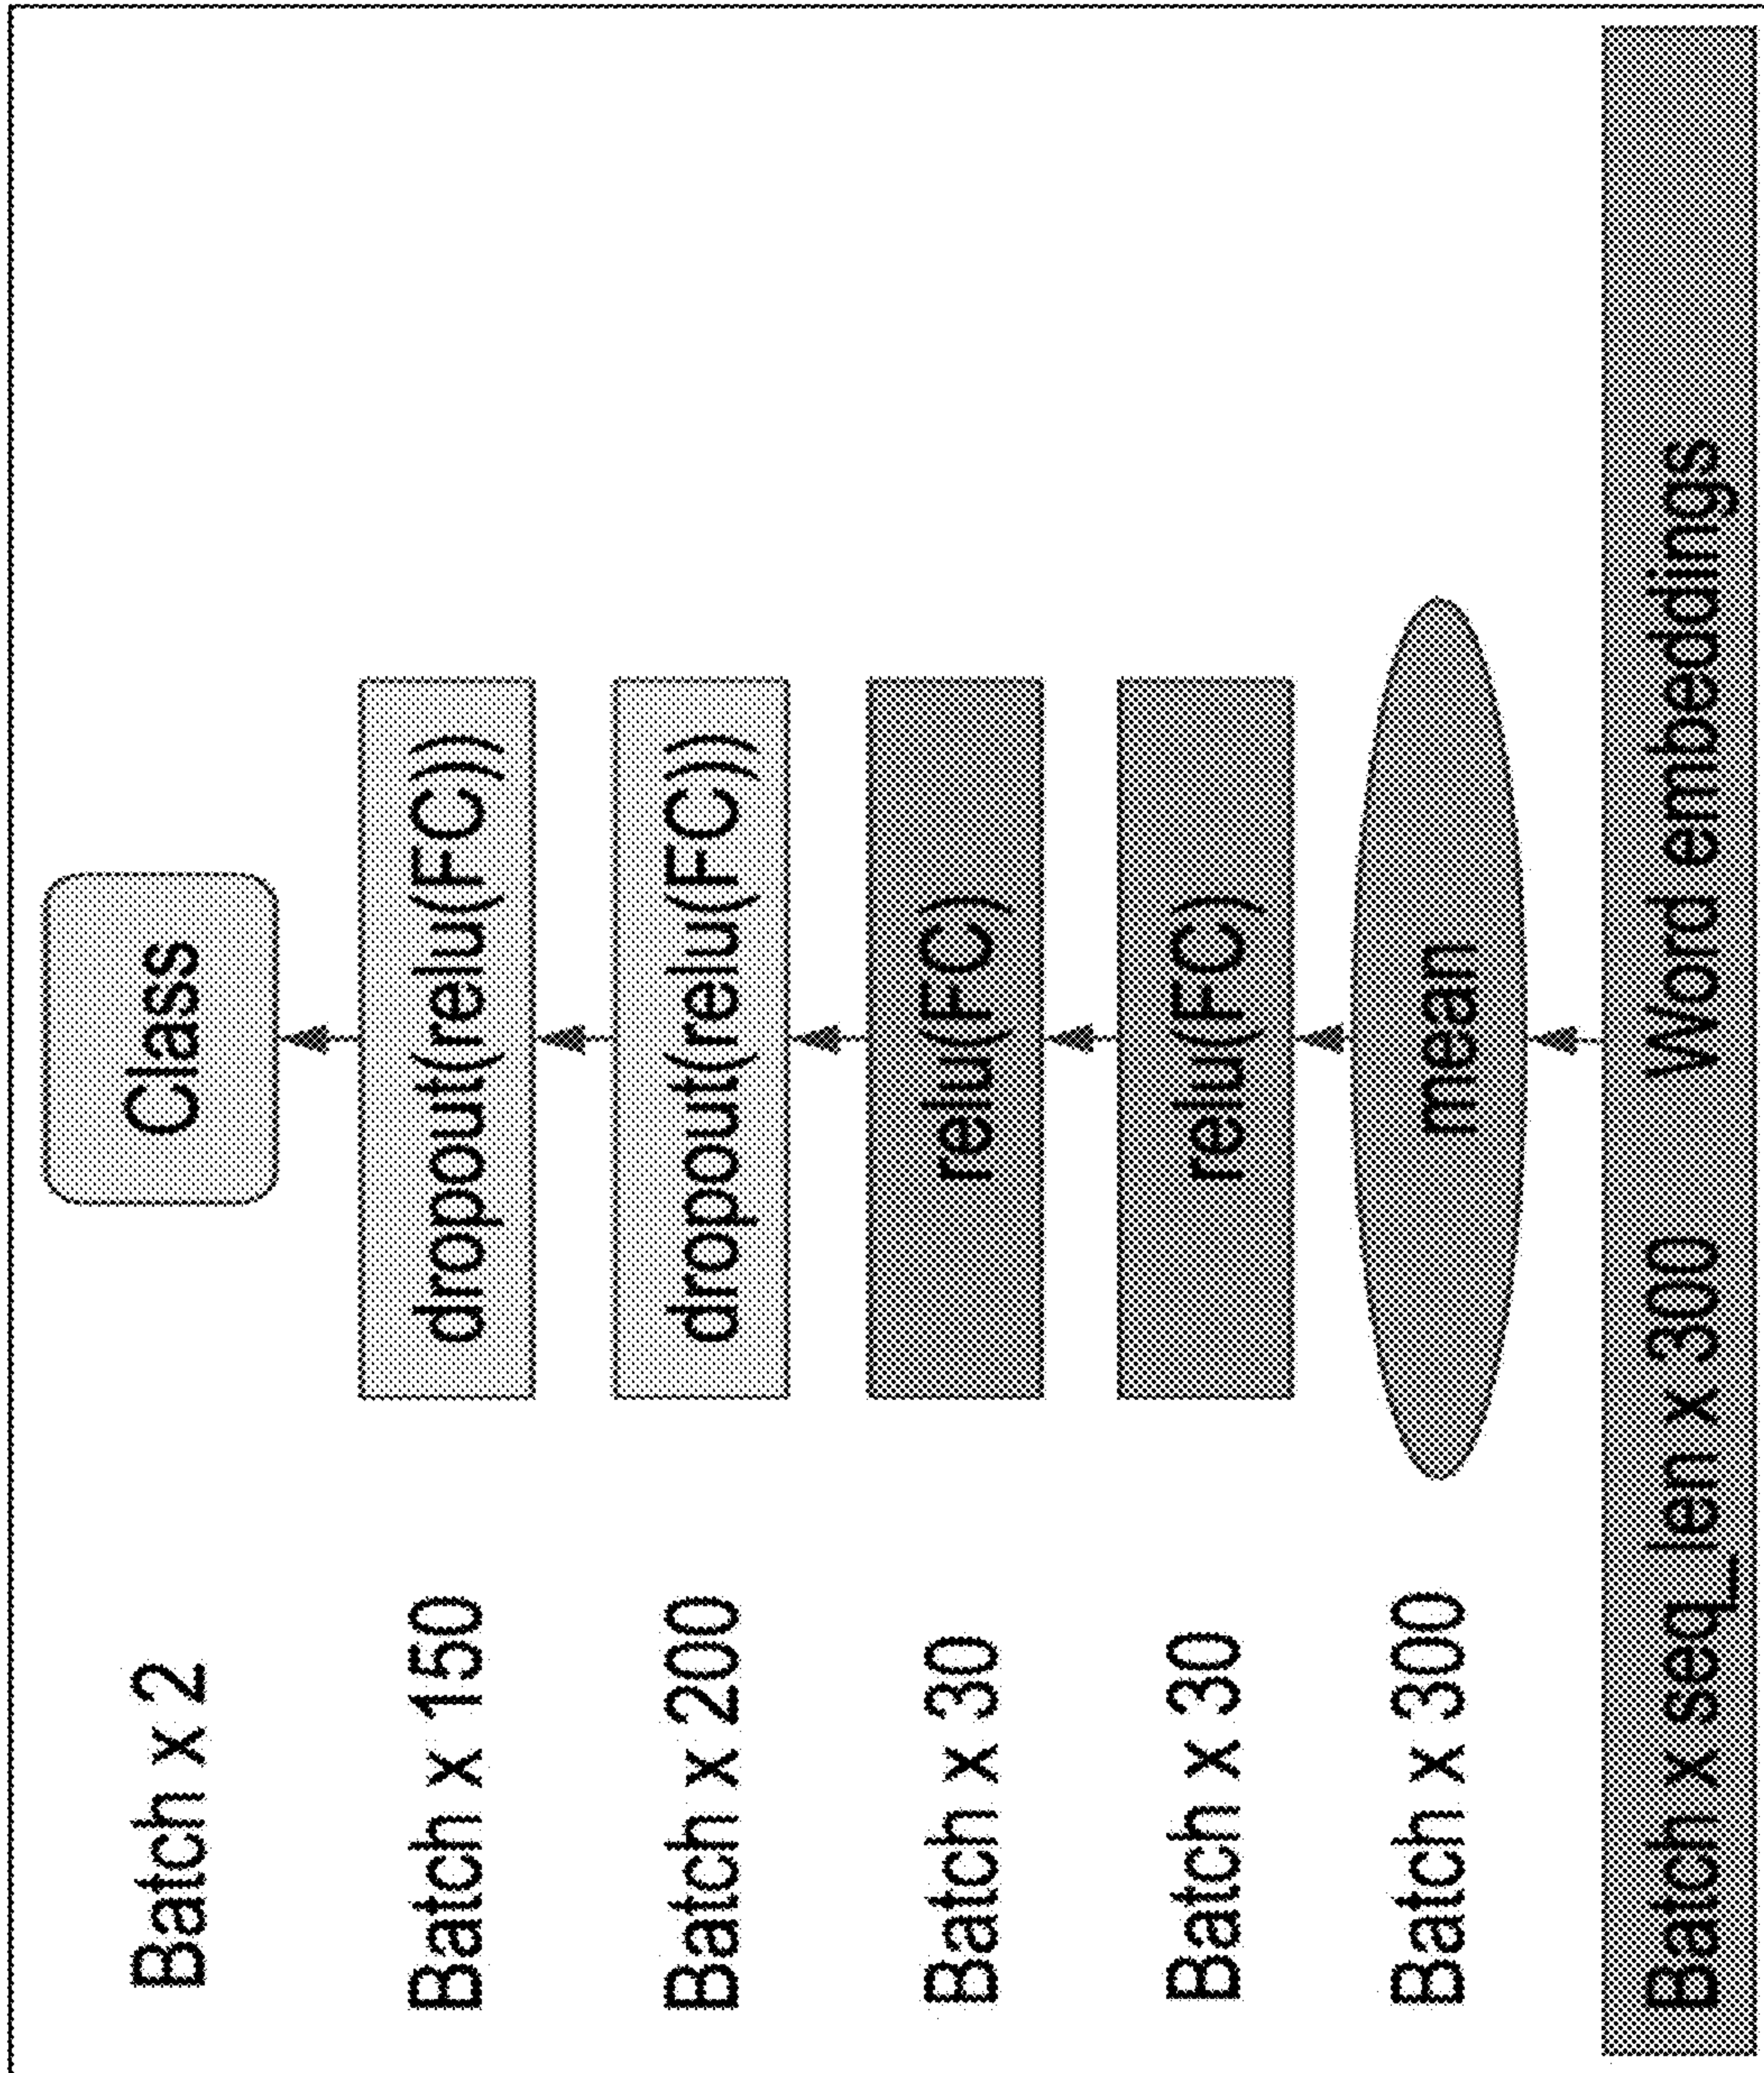 Batch x 2 Class
Batch x 150 dropout(relu(FC))
Batch x 200 dropout(relu(FC))
Batch x 30 relu(FC)
Batch x 30 relu(FC)
Batch x 300 mean
Batch x seq_len x 300 Word embeddings